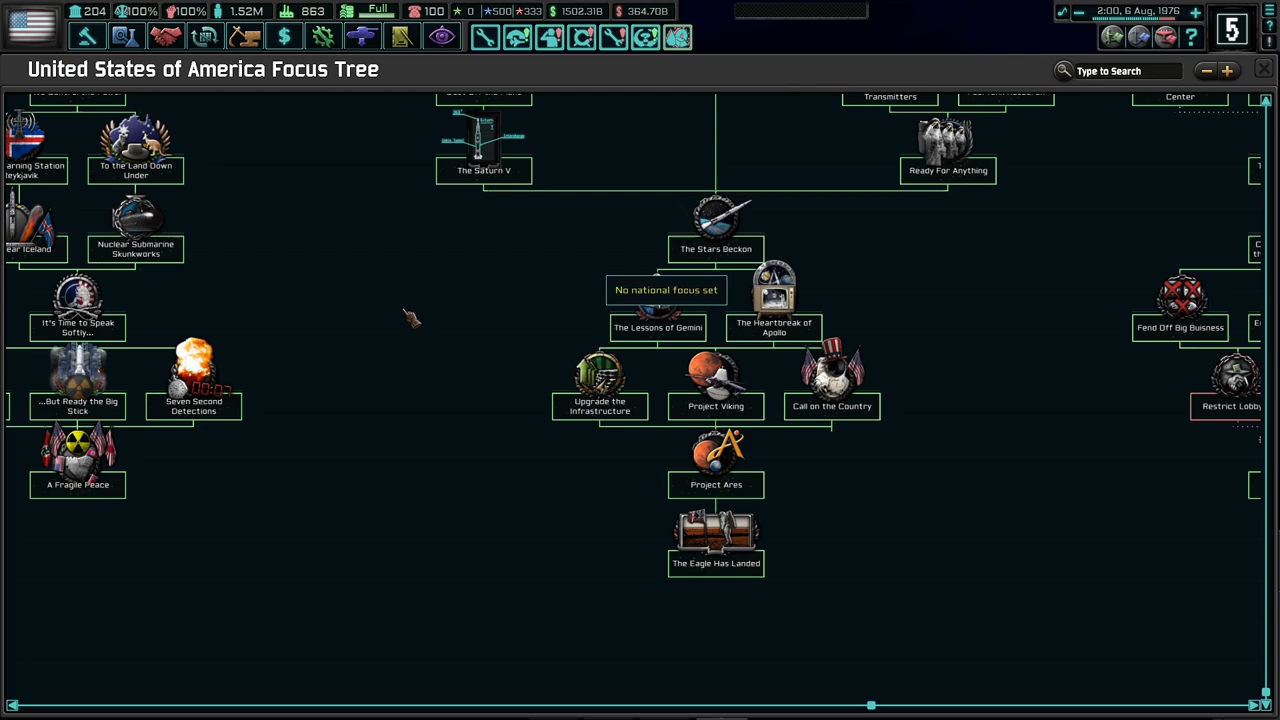 204 100% 100% 1.52M 863 Full 100 0 500 333 $ 1502.31B $ 364.70B
2:00, 6 Aug, 1976
5
United States of America Focus Tree
Type to Search
Transmitters
Center
arning Station
eykjavik
To the Land Down
Under
The Saturn V
Ready For Anything
ear Iceland
Nuclear Submarine
Skunkworks
The Stars Beckon
No national focus set
It's Time to Speak
Softly...
The Lessons of Gemini
The Heartbreak of
Apollo
Fend Off Big Buisness
00:07
...But Ready the Big
Stick
Seven Second
Detections
Upgrade the
Infrastructure
Project Viking
Call on the Country
Restrict Lobby
A Fragile Peace
Project Ares
The Eagle Has Landed